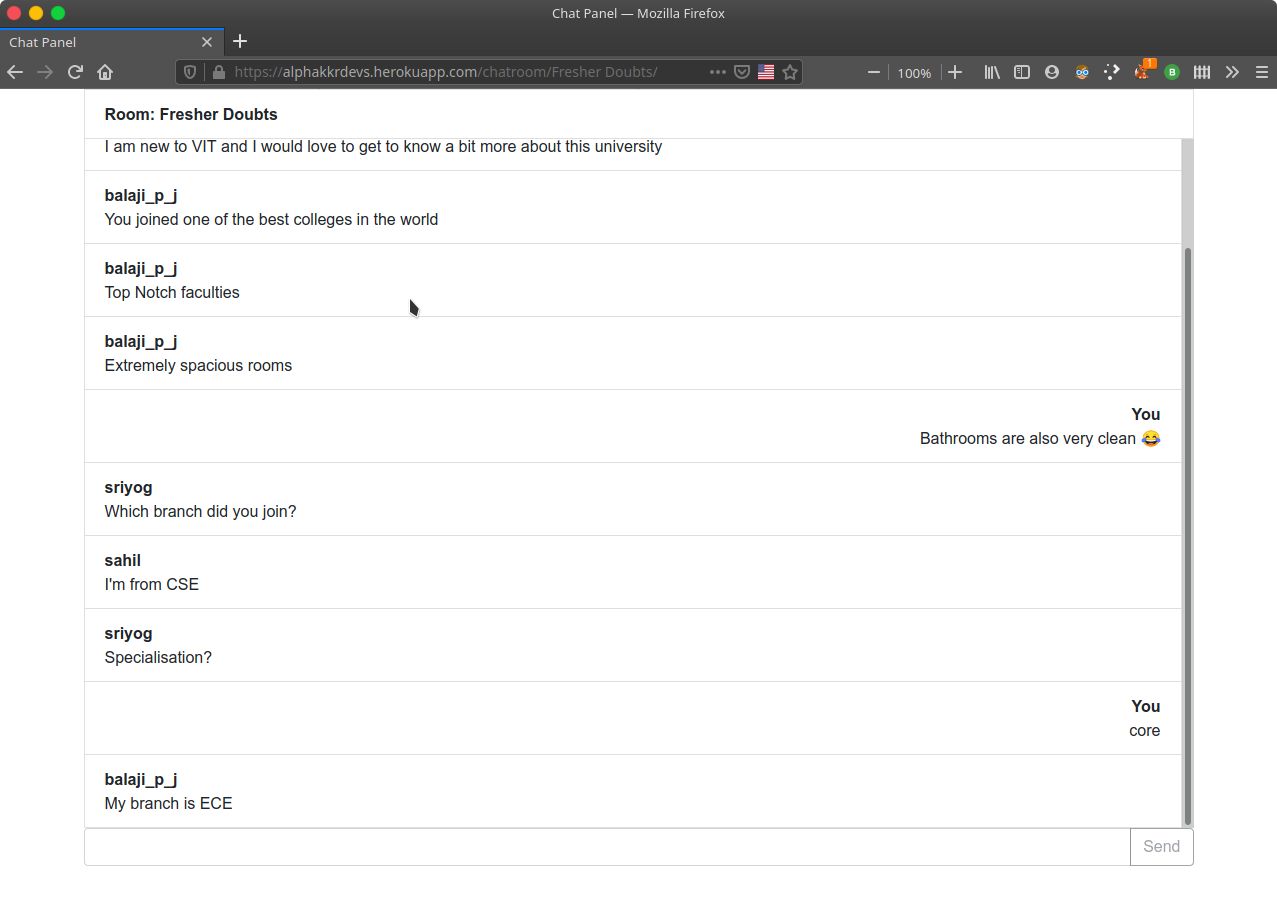 Chat Panel — Mozilla Firefox
Chat Panel
https://alphakkrdevs.herokuapp.com/chatroom/Fresher Doubts/
100%
1
B
Room: Fresher Doubts
I am new to VIT and I would love to get to know a bit more about this university
balaji_p_j
You joined one of the best colleges in the world
balaji_p_j
Top Notch faculties
balaji_p_j
Extremely spacious rooms
You
Bathrooms are also very clean 😂
sriyog
Which branch did you join?
sahil
I'm from CSE
sriyog
Specialisation?
You
core
balaji_p_j
My branch is ECE
Send